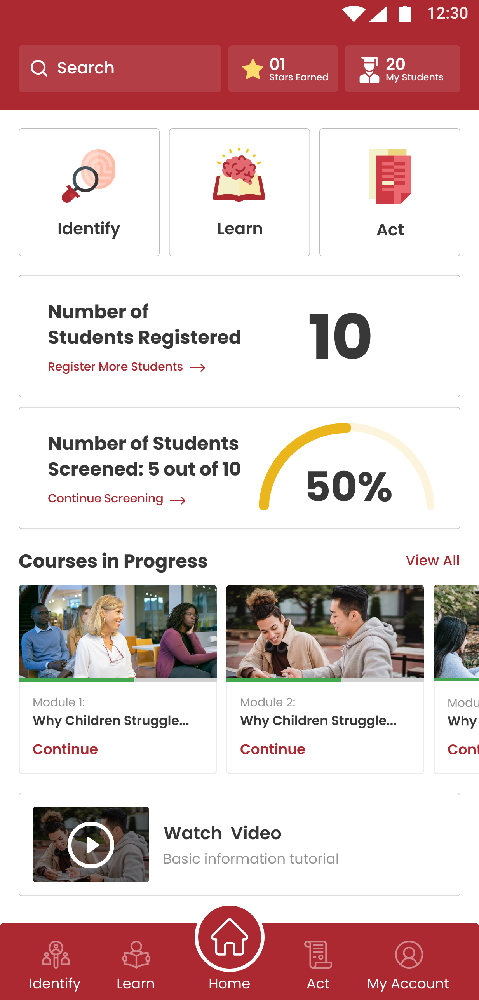 12:30
Search
01
Stars Earned
20
My Students
Identify
Learn
Act
Number of
Students Registered
10
Register More Students
Number of Students
Screened: 5 out of 10
50%
Continue Screening
Courses in Progress
View All
Module 1:
Why Children Struggle...
Continue
Module 2:
Why Children Struggle...
Continue
Modu
Why
Cont
Watch Video
Basic information tutorial
Identify
Learn
Home
Act
My Account